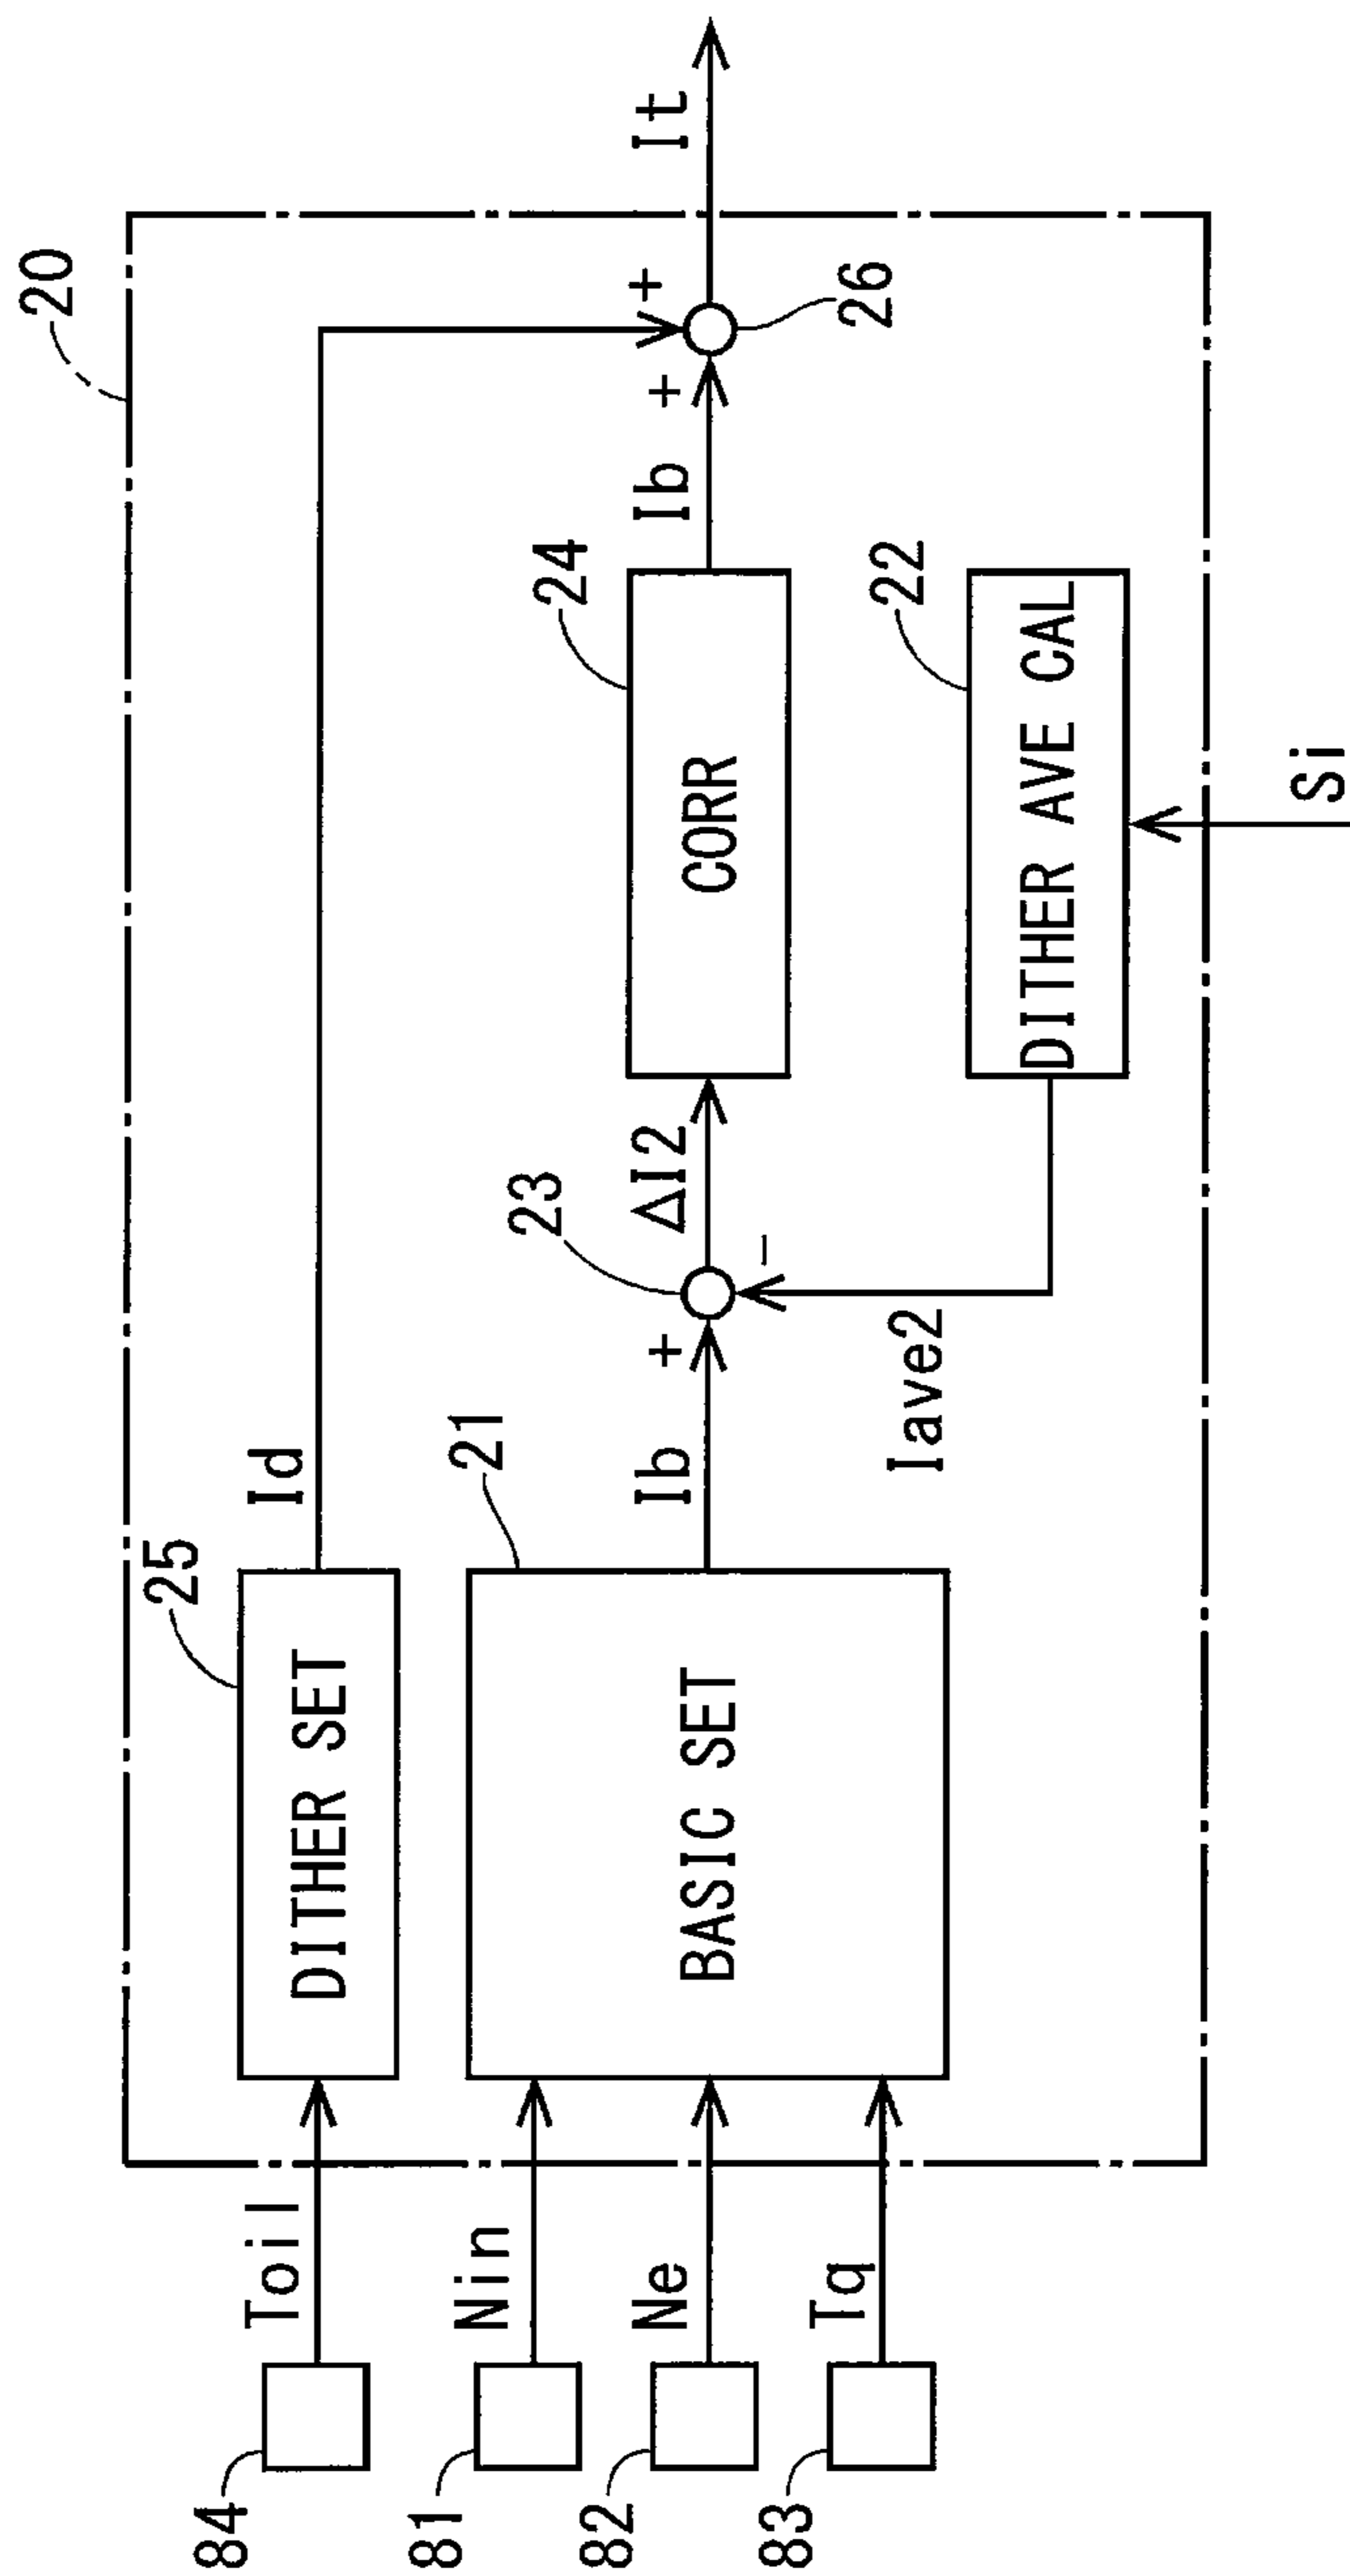 20
84
Toil
25
DITHER SET
Id
+
It
81
Nin
82
Ne
83
Tq
21
BASIC SET
Ib
+
23
ΔI2
-
Iave2
24
CORR
Ib
+
26
22
DITHER AVE CAL
Si